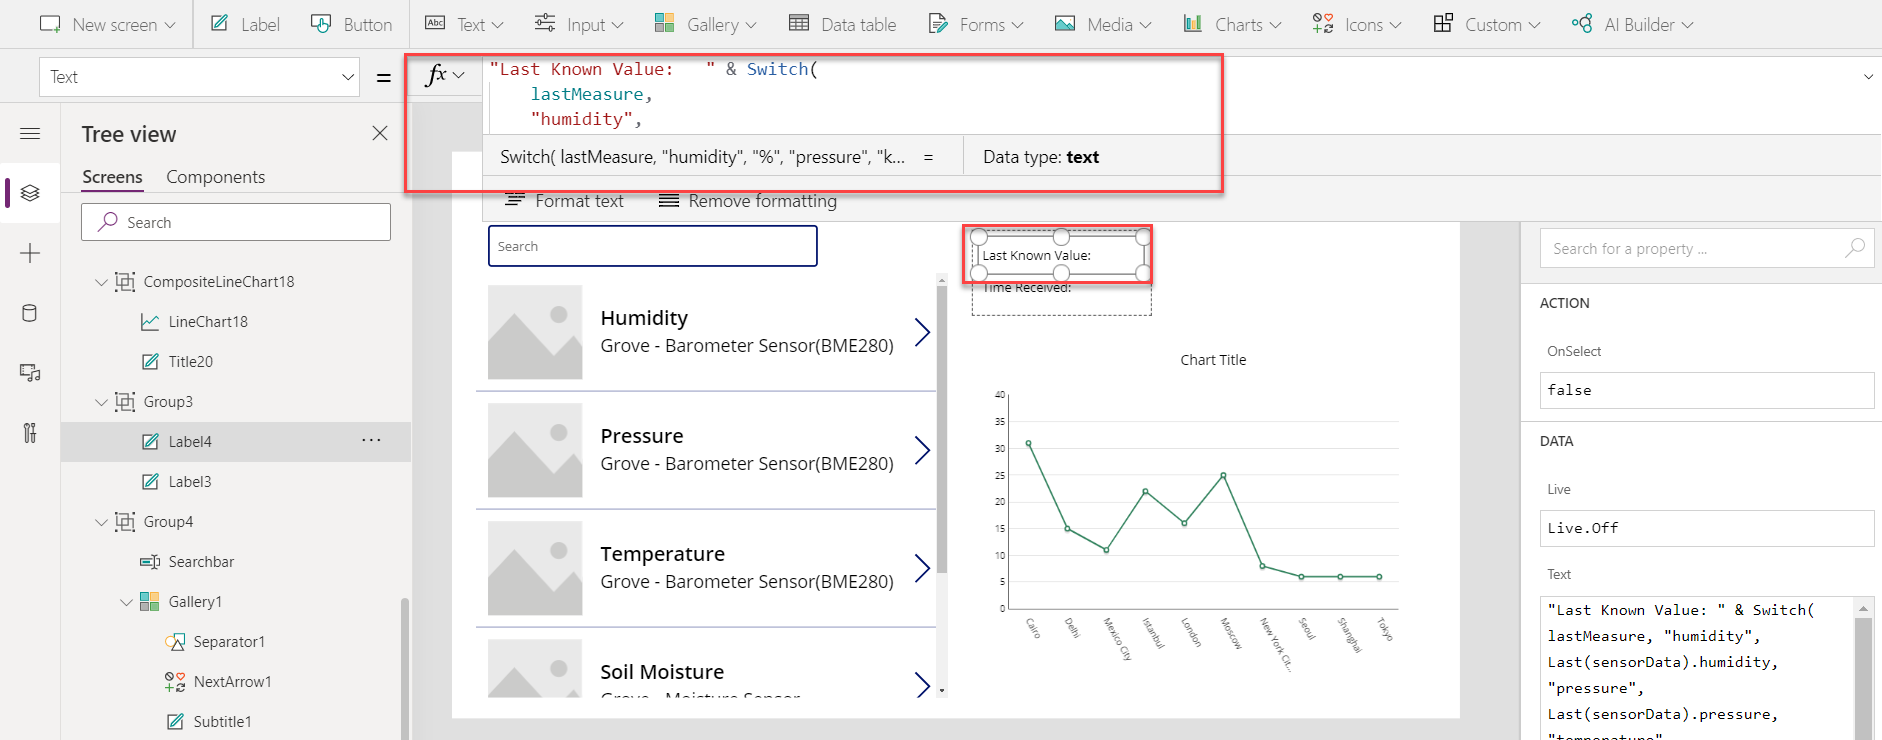 New screen
Label
Button
Text
Input
Gallery
Data table
Forms
Media
Charts
Icons
Custom
AI Builder
Text
=
fx
"Last Known Value:   " & Switch(
lastMeasure,
"humidity",
Switch( lastMeasure, "humidity", "%", "pressure", "k...  =
Data type: text
Format text
Remove formatting
Tree view
Screens
Components
Search
CompositeLineChart18
LineChart18
Title20
Group3
Label4
...
Label3
Group4
Searchbar
Gallery1
Separator1
NextArrow1
Subtitle1
Search
Humidity
Grove - Barometer Sensor(BME280)
Pressure
Grove - Barometer Sensor(BME280)
Temperature
Grove - Barometer Sensor(BME280)
Soil Moisture
Grove - Moisture Sensor
Last Known Value:
Time Received:
Chart Title
40
35
30
25
20
15
10
5
0
Cairo
Delhi
Mexico City
Istanbul
London
Moscow
New York Cit...
Seoul
Shanghai
Tokyo
Search for a property ...
ACTION
OnSelect
false
DATA
Live
Live.Off
Text
"Last Known Value: " & Switch(
lastMeasure, "humidity",
Last(sensorData).humidity,
"pressure",
Last(sensorData).pressure,
"temperature"